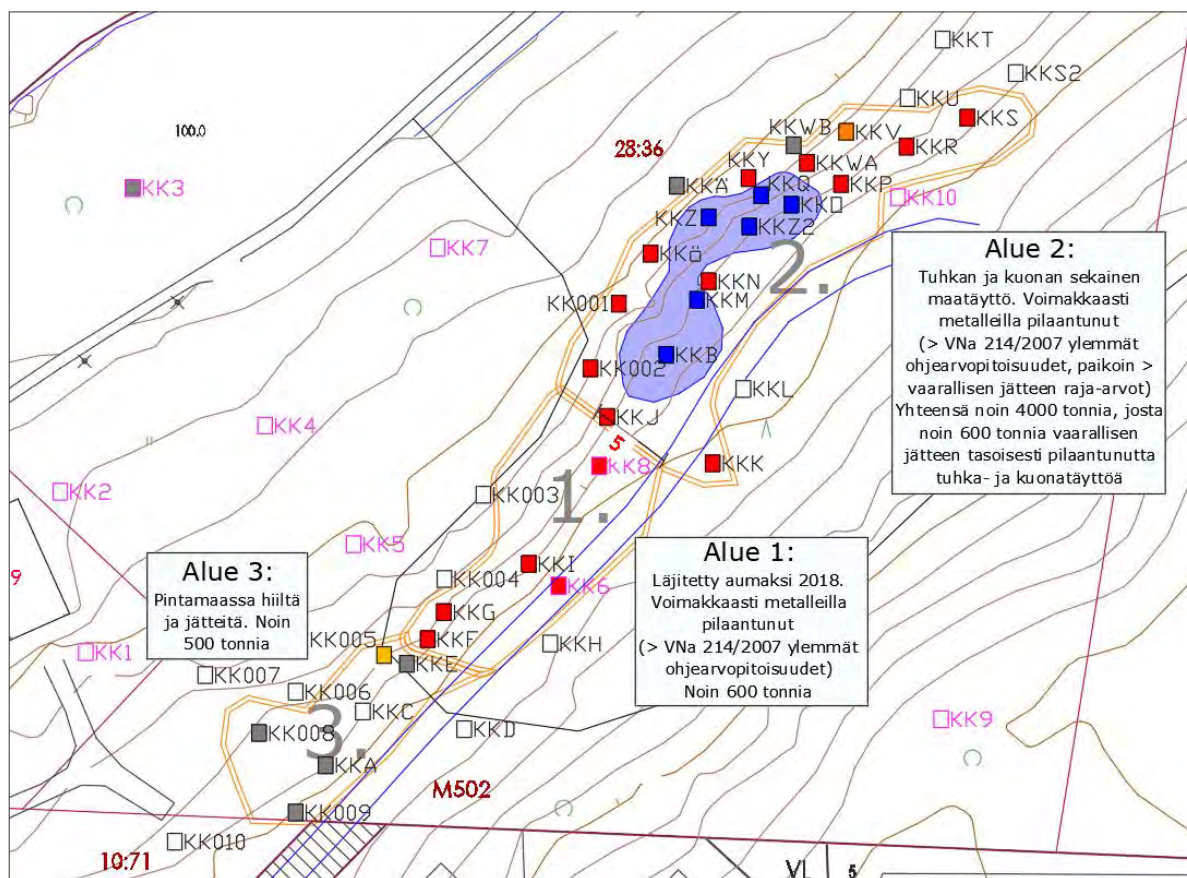 KKT
KKS2
KKU
KKS
100.0
KKWB
KKV
28:36
KKR
KKY
KKWA
KK3
KKÄ
KKQ
KKP
KK10
KKO
KKZ
KKZ2
KK7
KKÖ
2.
KKN
KK001
KKM
KKB
KK002
KKL
KKJ
KK4
5
KK8
KKK
KK2
KK003
1.
KK5
KKI
KK004
KK6
9
KKG
KK005
KKF
KKH
KK1
KKE
KK007
KK006
KKC
KK9
3.
KK008
KKD
KKA
M502
KK009
KK010
10:71
VL
5
Alue 2:
Tuhkan ja kuonan sekainen
maatäyttö. Voimakkaasti
metalleilla pilaantunut
(> VNa 214/2007 ylemmät
ohjearvopitoisuudet, paikoin >
vaarallisen jätteen raja-arvot)
Yhteensä noin 4000 tonnia, josta
noin 600 tonnia vaarallisen
jätteen tasoisesti pilaantunutta
tuhka- ja kuonatäyttöä
Alue 1:
Läjitetty aumaksi 2018.
Voimakkaasti metalleilla
pilaantunut
(> VNa 214/2007 ylemmät
ohjearvopitoisuudet)
Noin 600 tonnia
Alue 3:
Pintamaassa hiiltä
ja jätteitä. Noin
500 tonnia